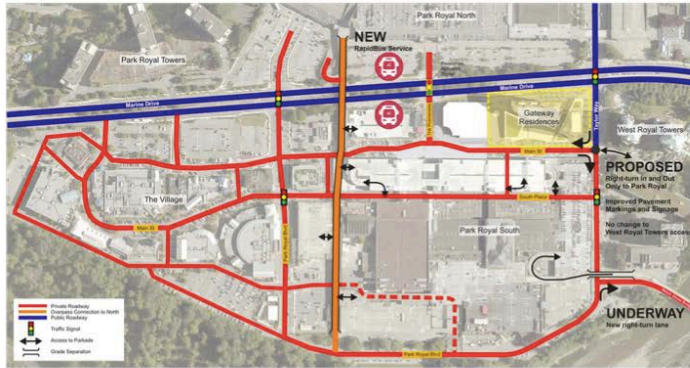 Park Royal North
NEW
RapidBus Service
Park Royal Towers
Marine Drive
Marine Drive
Gateway
Residences
Taylor Way
West Royal Towers
Main St
PROPOSED
Right-turn in and Out
Only to Park Royal
Improved Pavement
Markings and Signage
No change to
West Royal Towers access
The Village
South Place
Main St
Park Royal Blvd
Park Royal South
UNDERWAY
New right-turn lane
Park Royal Blvd
Private Roadway
Overpass Connection to North
Public Roadway
Traffic Signal
Access to Parkade
Grade Separation